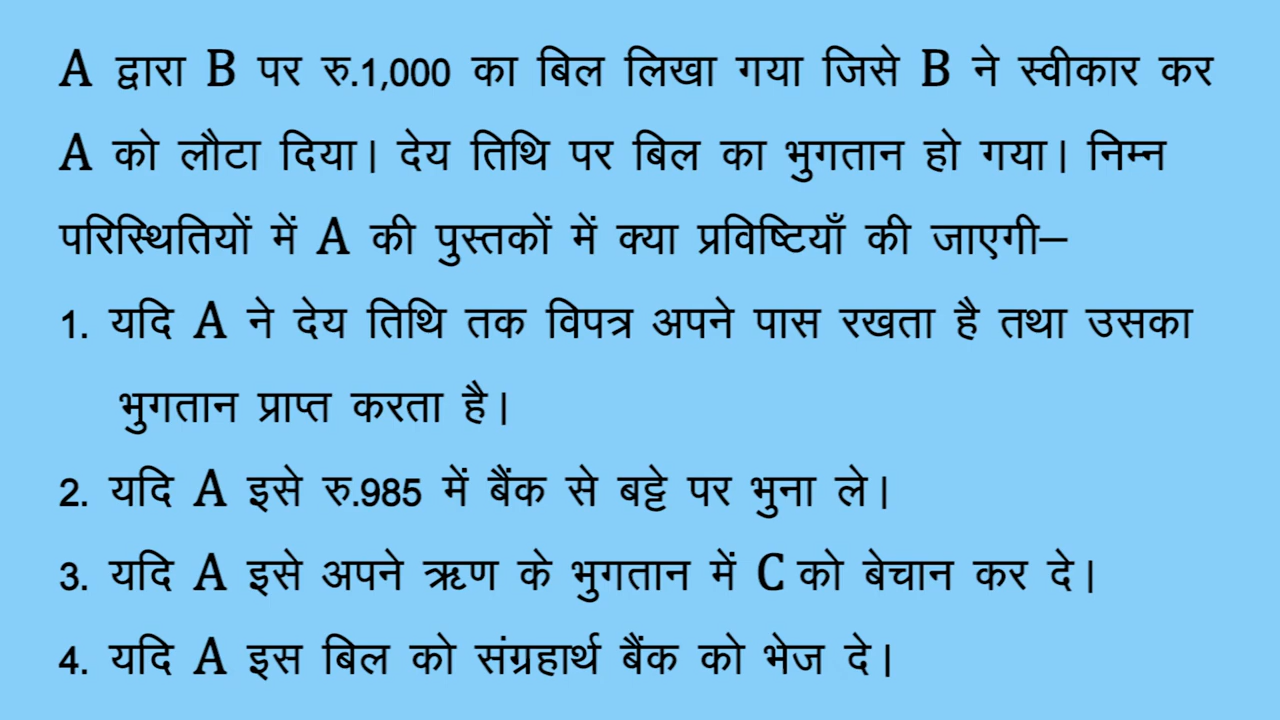 A द्वारा B पर रु.1,000 का बिल लिखा गया जिसे B ने स्वीकार कर
A को लौटा दिया। देय तिथि पर बिल का भुगतान हो गया। निम्न
परिस्थितियों में A की पुस्तकों में क्या प्रविष्टियाँ की जाएगी–
1. यदि A ने देय तिथि तक विपत्र अपने पास रखता है तथा उसका
भुगतान प्राप्त करता है।
2. यदि A इसे रु.985 में बैंक से बट्टे पर भुना ले।
3. यदि A इसे अपने ऋण के भुगतान में C को बेचान कर दे।
4. यदि A इस बिल को संग्रहार्थ बैंक को भेज दे।